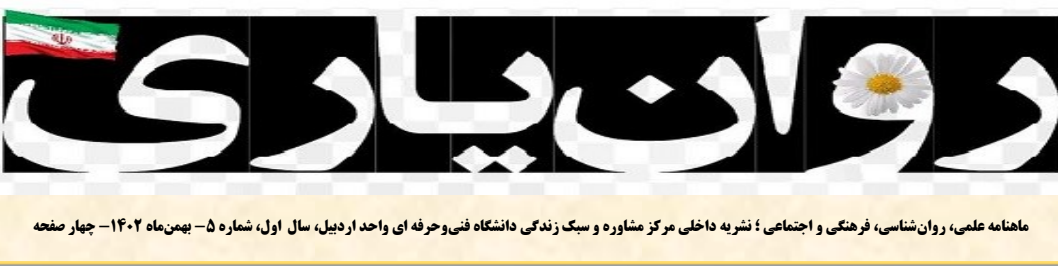 روان یاری
ماهنامه علمی، روان‌شناسی، فرهنگی و اجتماعی ؛ نشریه داخلی مرکز مشاوره و سبک زندگی دانشگاه فنی‌وحرفه ای واحد اردبیل، سال اول، شماره ۵– بهمن‌ماه ۱۴۰۲– چهار صفحه